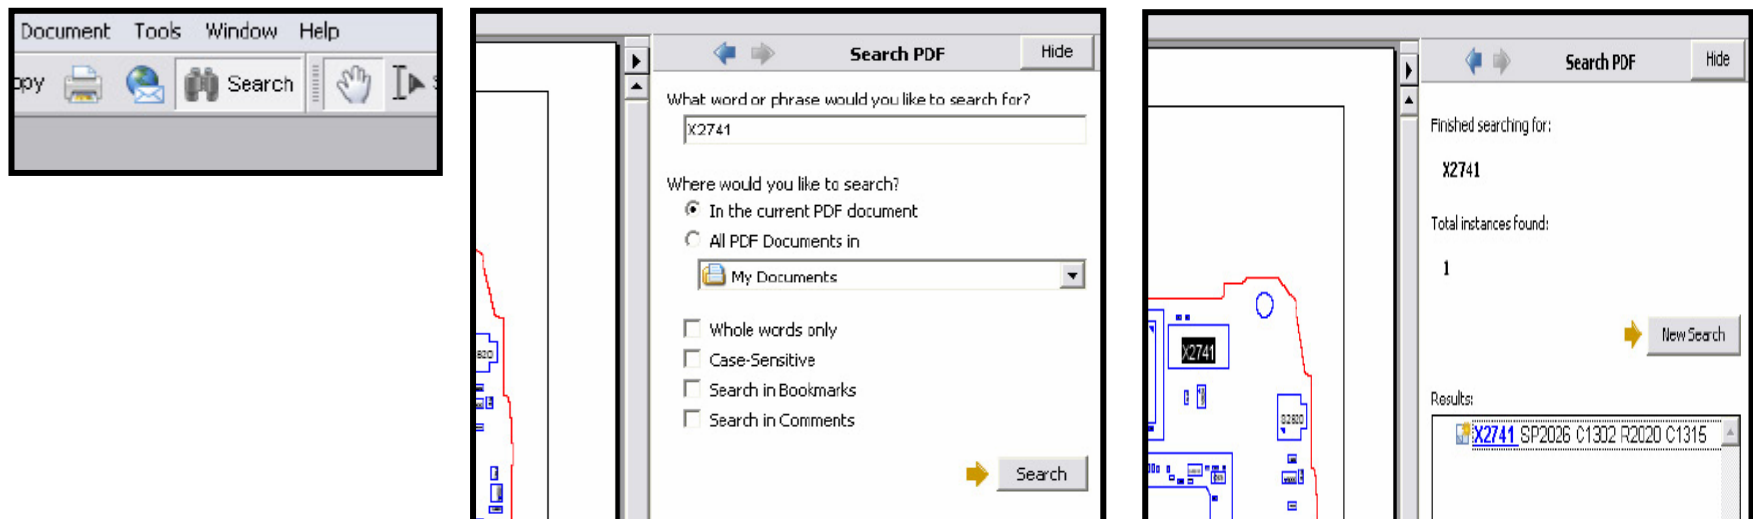 Document Tools Window Help
opy Search
Search PDF Hide
What word or phrase would you like to search for?
X2741
Where would you like to search?
In the current PDF document
All PDF Documents in
My Documents
Whole words only
Case-Sensitive
Search in Bookmarks
Search in Comments
Search
Search PDF Hide
Finished searching for:
X2741
Total instances found:
1
New Search
Results:
X2741 SP2026 C1302 R2020 C1315
X2741
S2820